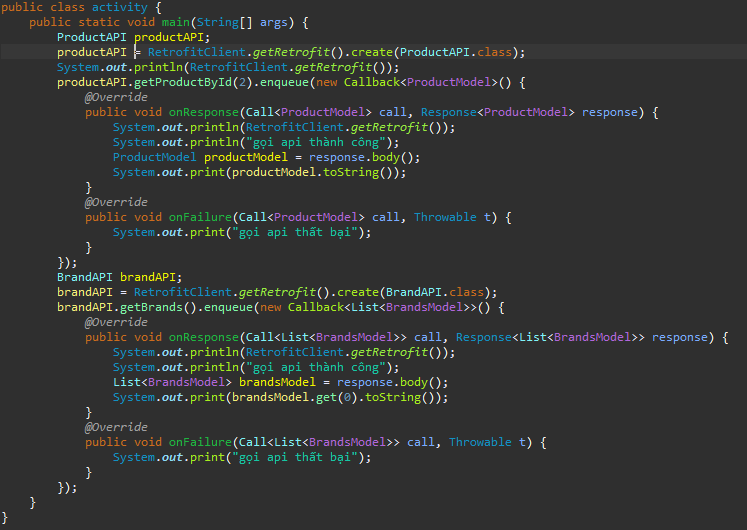 public class activity {
public static void main(String[] args) {
ProductAPI productAPI;
productAPI = RetrofitClient.getRetrofit().create(ProductAPI.class);
System.out.println(RetrofitClient.getRetrofit());
productAPI.getProductById(2).enqueue(new Callback<ProductModel>() {
@Override
public void onResponse(Call<ProductModel> call, Response<ProductModel> response) {
System.out.println(RetrofitClient.getRetrofit());
System.out.println("gọi api thành công");
ProductModel productModel = response.body();
System.out.print(productModel.toString());
}
@Override
public void onFailure(Call<ProductModel> call, Throwable t) {
System.out.print("gọi api thất bại");
}
});
BrandAPI brandAPI;
brandAPI = RetrofitClient.getRetrofit().create(BrandAPI.class);
brandAPI.getBrands().enqueue(new Callback<List<BrandsModel>>() {
@Override
public void onResponse(Call<List<BrandsModel>> call, Response<List<BrandsModel>> response) {
System.out.println(RetrofitClient.getRetrofit());
System.out.println("gọi api thành công");
List<BrandsModel> brandsModel = response.body();
System.out.print(brandsModel.get(0).toString());
}
@Override
public void onFailure(Call<List<BrandsModel>> call, Throwable t) {
System.out.print("gọi api thất bại");
}
});
}
}